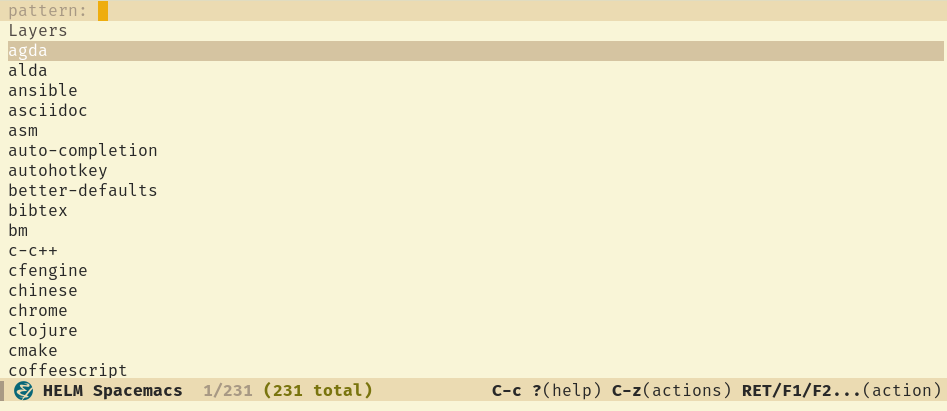 pattern:
Layers
agda
alda
ansible
asciidoc
asm
auto-completion
autohotkey
better-defaults
bibtex
bm
c-c++
cfengine
chinese
chrome
clojure
cmake
coffeescript
HELM Spacemacs 1/231 (231 total) C-c ?(help) C-z(actions) RET/F1/F2...(action)